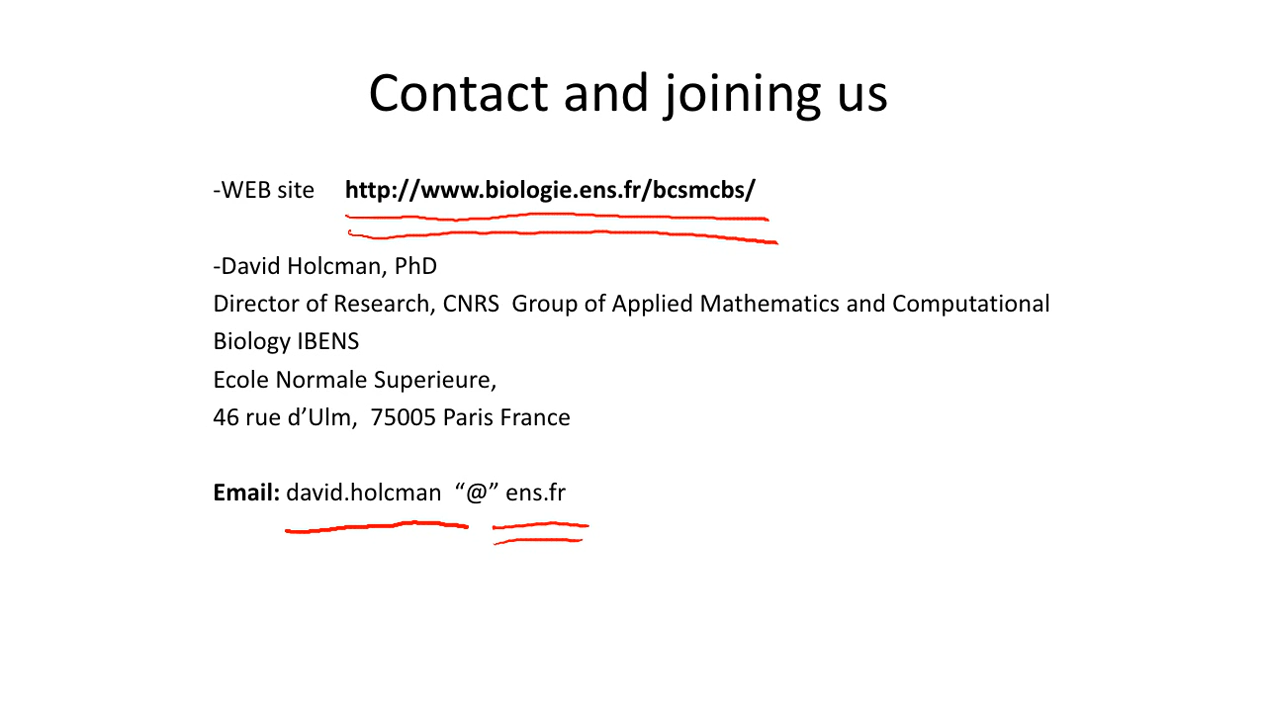 Contact and joining us
-WEB site http://www.biologie.ens.fr/bcsmcbs/
-David Holcman, PhD
Director of Research, CNRS Group of Applied Mathematics and Computational
Biology IBENS
Ecole Normale Superieure,
46 rue d’Ulm, 75005 Paris France
Email: david.holcman “@” ens.fr